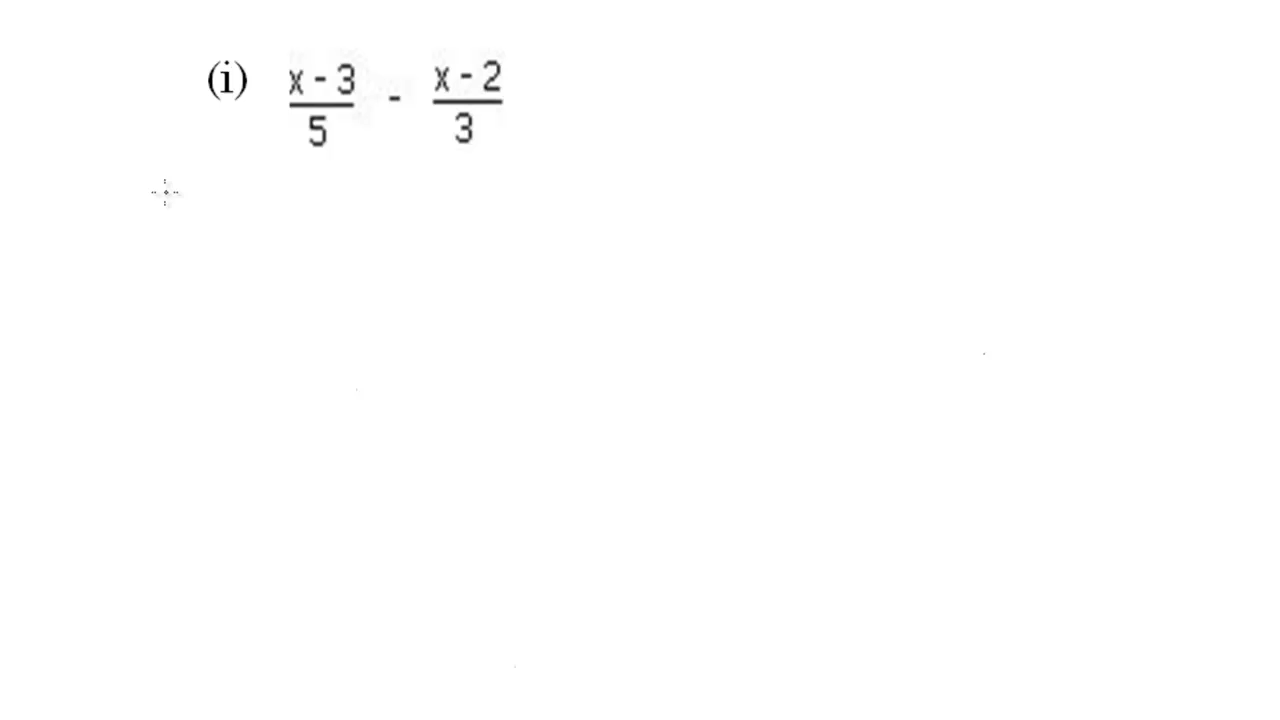 (i) x - 3 / 5 - x - 2 / 3